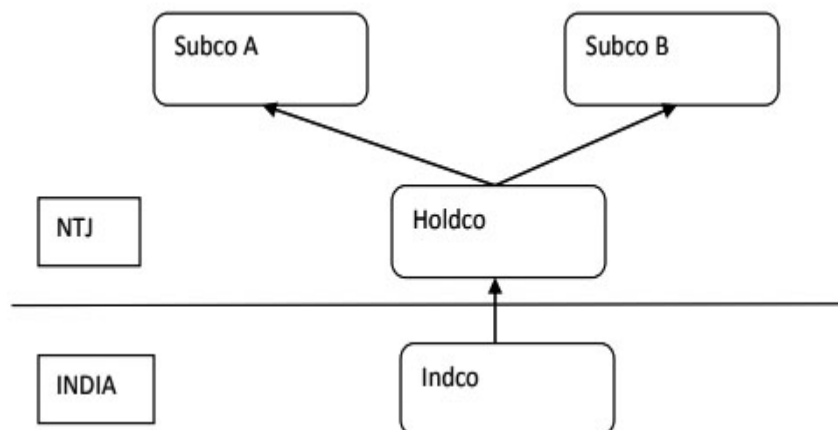 Subco A
Subco B
NTJ
Holdco
INDIA
Indco